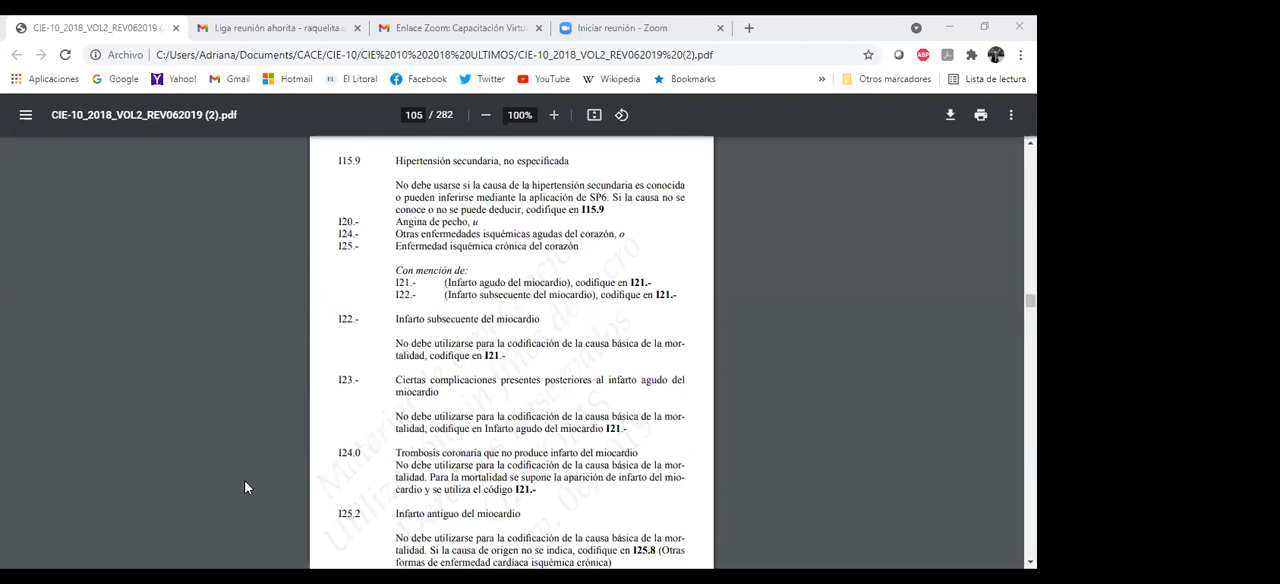 CIE-10_2018_VOL2_REV062019 (2)
Liga reunión ahorita - raquelita.c
Enlace Zoom: Capacitación Virtu
Iniciar reunión - Zoom
Archivo C:/Users/Adriana/Documents/CACE/CIE-10/CIE%2010%202018%20ULTIMOS/CIE-10_2018_VOL2_REV062019%20(2).pdf
ABP
Aplicaciones Google Yahoo! Gmail Hotmail El Litoral Facebook Twitter YouTube Wikipedia Bookmarks » Otros marcadores Lista de lectura
CIE-10_2018_VOL2_REV062019 (2).pdf 105 / 282 100%
I15.9 Hipertensión secundaria, no especificada
No debe usarse si la causa de la hipertensión secundaria es conocida
o pueden inferirse mediante la aplicación de SP6. Si la causa no se
conoce o no se puede deducir, codifique en I15.9
I20.- Angina de pecho, u
I24.- Otras enfermedades isquémicas agudas del corazón, o
I25.- Enfermedad isquémica crónica del corazón
Con mención de:
I21.- (Infarto agudo del miocardio), codifique en I21.-
I22.- (Infarto subsecuente del miocardio), codifique en I21.-
I22.- Infarto subsecuente del miocardio
No debe utilizarse para la codificación de la causa básica de la mor-
talidad, codifique en I21.-
I23.- Ciertas complicaciones presentes posteriores al infarto agudo del
miocardio
No debe utilizarse para la codificación de la causa básica de la mor-
talidad, codifique en Infarto agudo del miocardio I21.-
I24.0 Trombosis coronaria que no produce infarto del miocardio
No debe utilizarse para la codificación de la causa básica de la mor-
talidad. Para la mortalidad se supone la aparición de infarto del mio-
cardio y se utiliza el código I21.-
I25.2 Infarto antiguo del miocardio
No debe utilizarse para la codificación de la causa básica de la mor-
talidad. Si la causa de origen no se indica, codifique en I25.8 (Otras
formas de enfermedad cardíaca isquémica crónica)